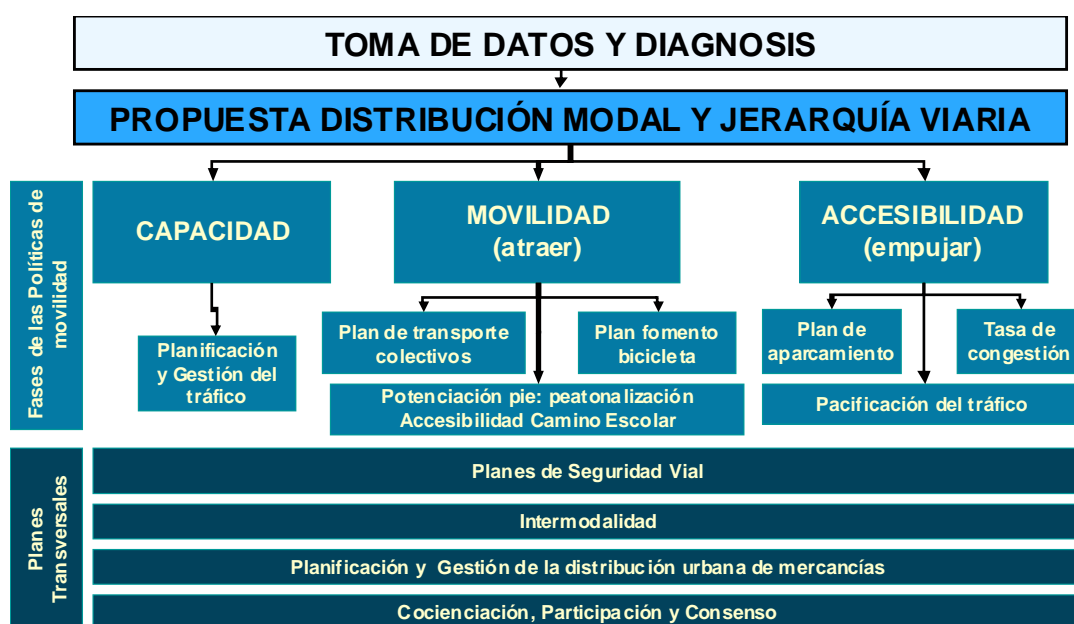 TOMA DE DATOS Y DIAGNOSIS
PROPUESTA DISTRIBUCIÓN MODAL Y JERARQUÍA VIARIA
Fases de las Políticas de
movilidad
CAPACIDAD
MOVILIDAD
(atraer)
ACCESIBILIDAD
(empujar)
Planificación
y Gestión del
tráfico
Plan de transporte
colectivos
Plan fomento
bicicleta
Potenciación pie: peatonalización
Accesibilidad Camino Escolar
Plan de
aparcamiento
Tasa de
congestión
Pacificación del tráfico
Planes
Transversales
Planes de Seguridad Vial
Intermodalidad
Planificación y Gestión de la distribución urbana de mercancías
Cocienciación, Participación y Consenso